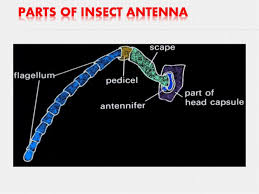 PARTS OF INSECT ANTENNA
scape
flagellum
pedicel
antennifer
part of
head capsule